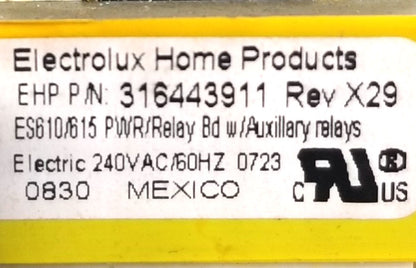 Electrolux Home Products
EHP P/N: 316443911 Rev X29
ES610/615 PWR/Relay Bd w/Auxillary relays
Electric 240VAC/60HZ 0723
0830 MEXICO C RU US ®